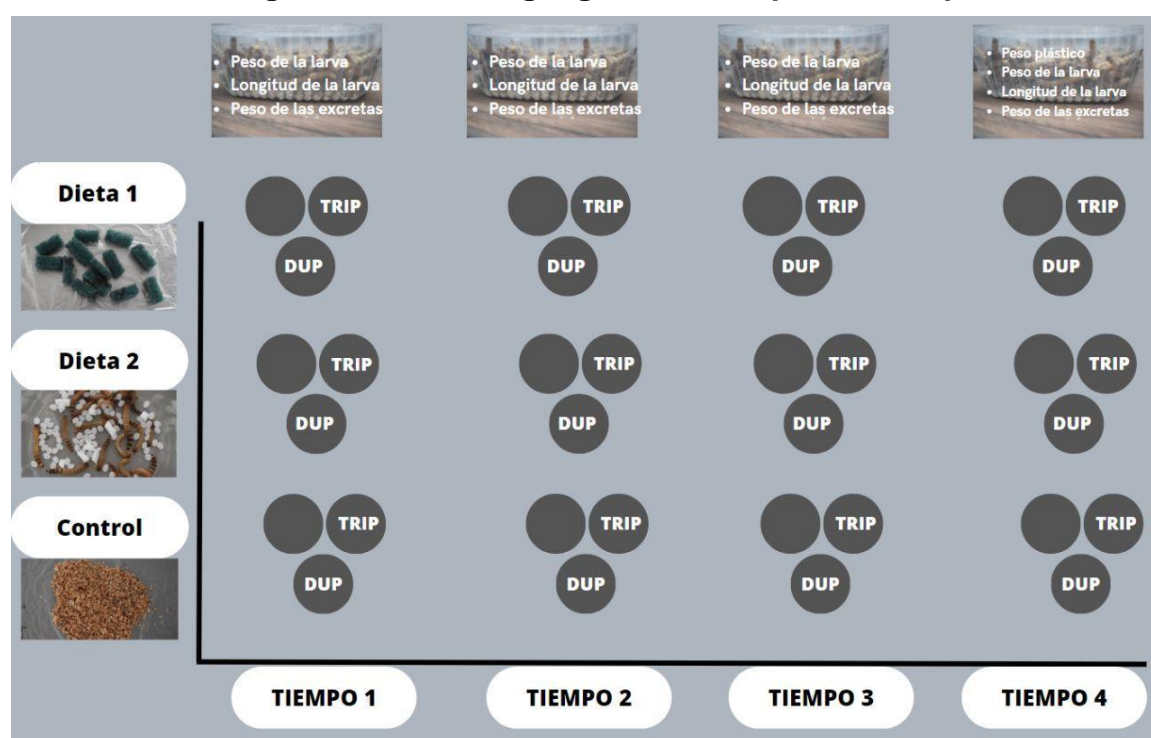 • Peso de la larva
• Longitud de la larva
• Peso de las excretas
• Peso de la larva
• Longitud de la larva
• Peso de las excretas
• Peso de la larva
• Longitud de la larva
• Peso de las excretas
• Peso plástico
• Peso de la larva
• Longitud de la larva
• Peso de las excretas
Dieta 1
TRIP
TRIP
TRIP
TRIP
DUP
DUP
DUP
DUP
Dieta 2
TRIP
TRIP
TRIP
TRIP
DUP
DUP
DUP
DUP
Control
TRIP
TRIP
TRIP
TRIP
DUP
DUP
DUP
DUP
TIEMPO 1
TIEMPO 2
TIEMPO 3
TIEMPO 4